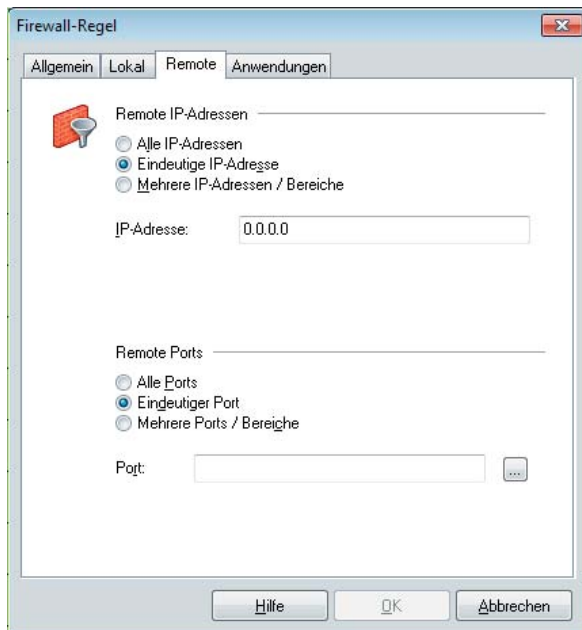 Firewall-Regel
Allgemein Lokal Remote Anwendungen
Remote IP-Adressen
Alle IP-Adressen
Eindeutige IP-Adresse
Mehrere IP-Adressen / Bereiche
IP-Adresse: 0.0.0.0
Remote Ports
Alle Ports
Eindeutiger Port
Mehrere Ports / Bereiche
Port: ...
Hilfe OK Abbrechen